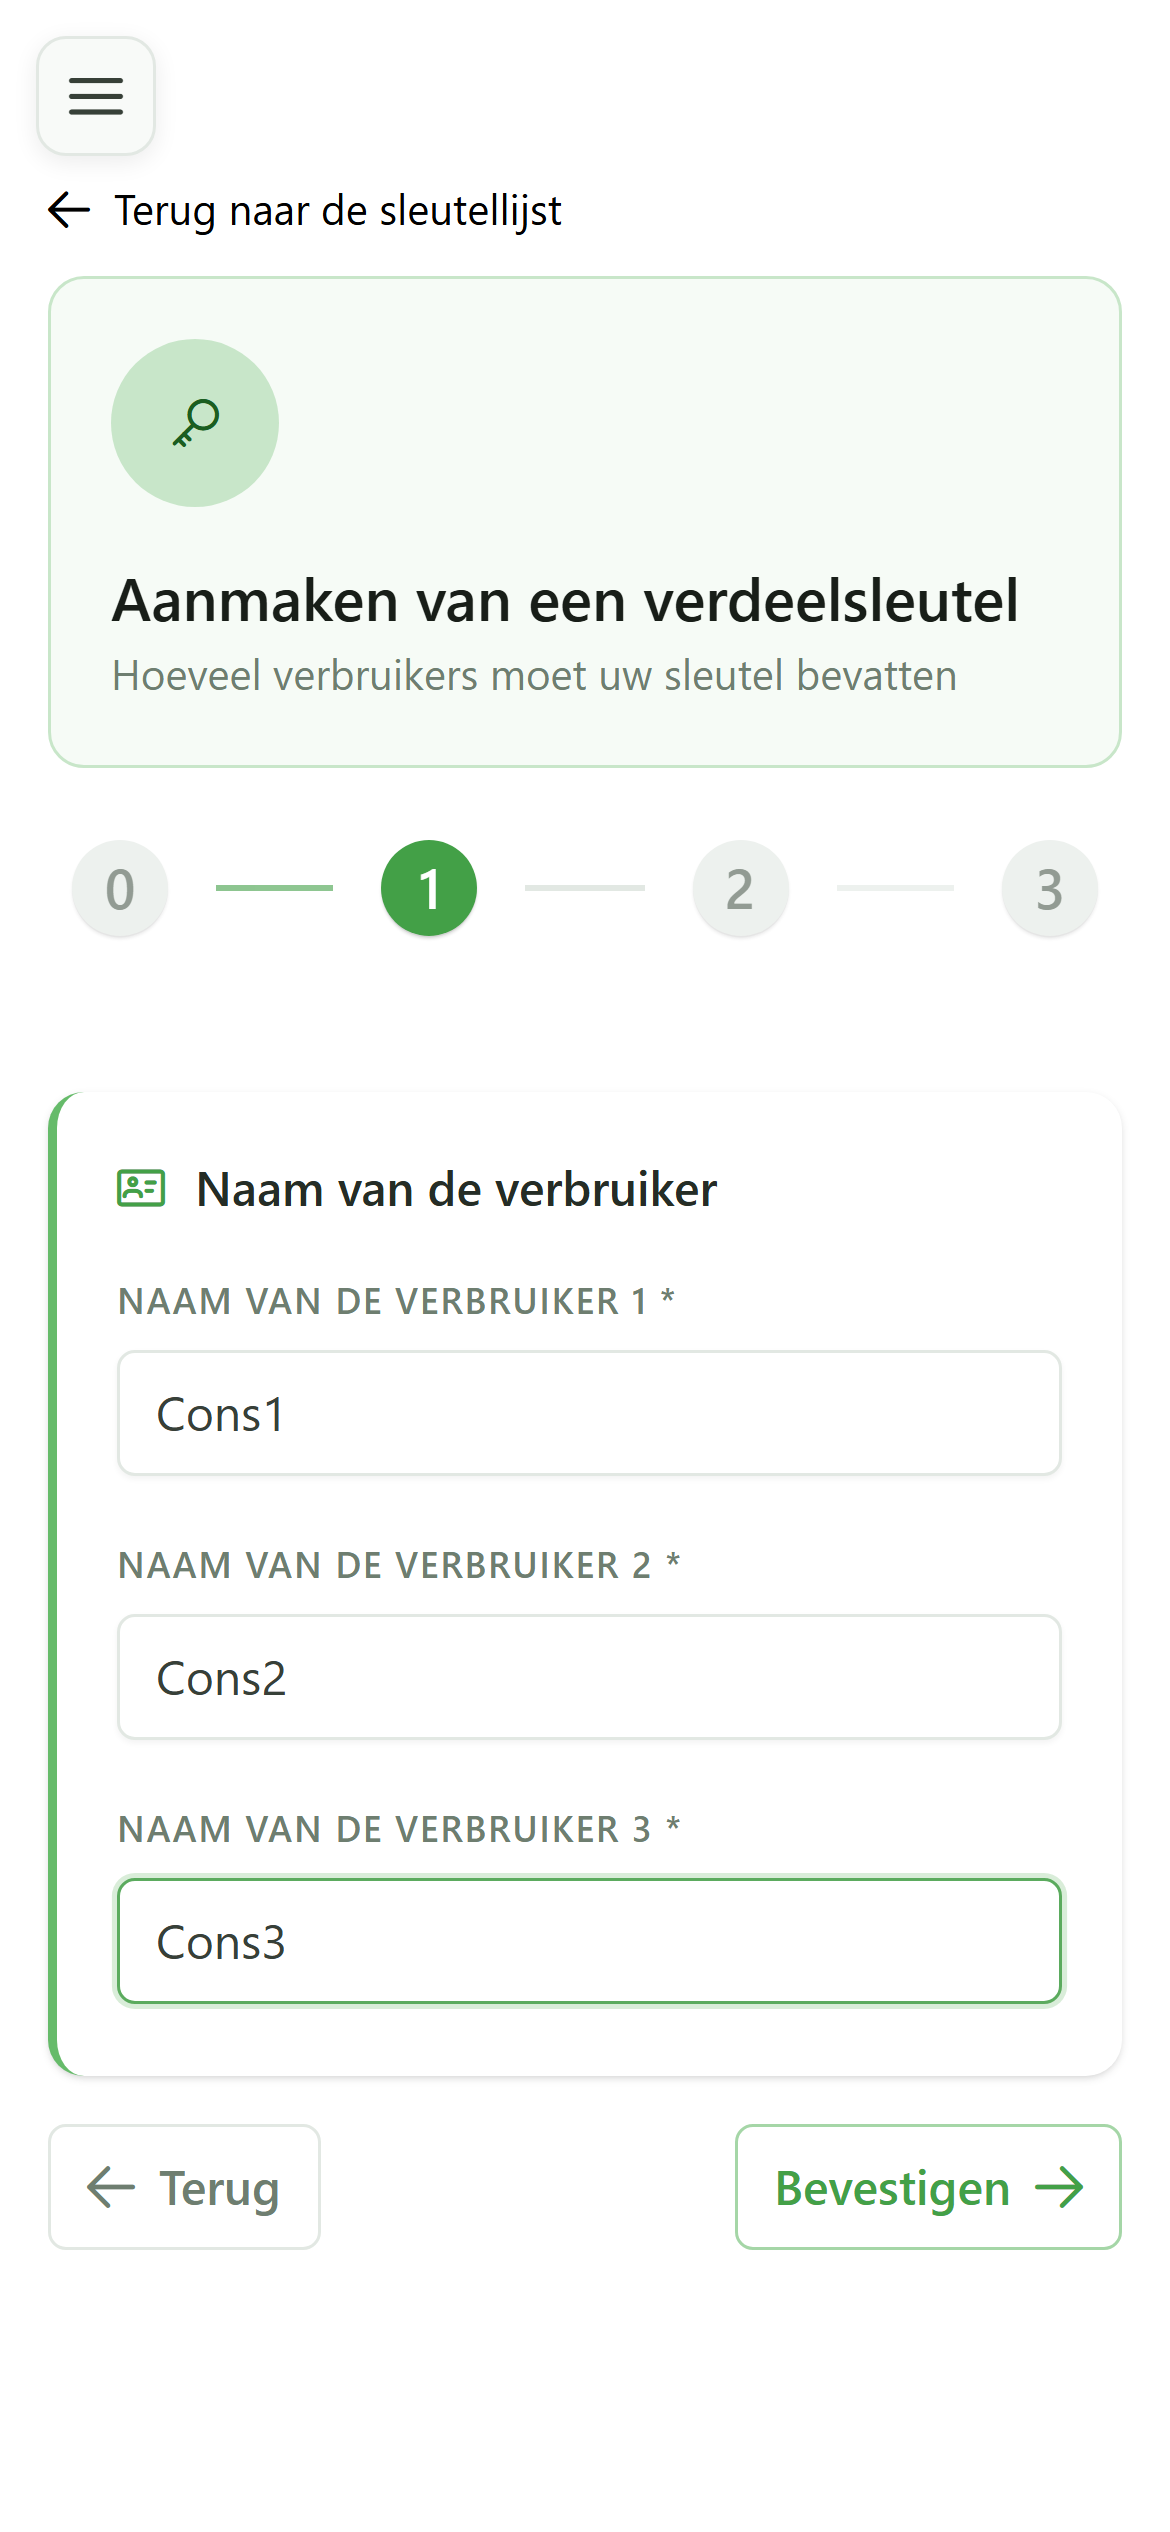 Terug naar de sleutellijst
Aanmaken van een verdeelsleutel
Hoeveel verbruikers moet uw sleutel bevatten
0 1 2 3
Naam van de verbruiker
NAAM VAN DE VERBRUIKER 1 *
Cons1
NAAM VAN DE VERBRUIKER 2 *
Cons2
NAAM VAN DE VERBRUIKER 3 *
Cons3
Terug Bevestigen